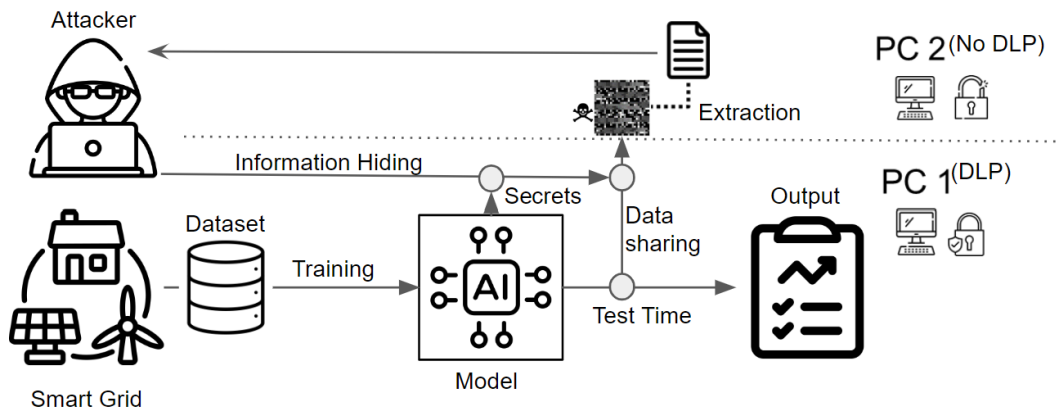 Attacker
PC 2 (No DLP)
Extraction
Information Hiding
Secrets
PC 1 (DLP)
Dataset
Data
sharing
Output
Training
AI
Test Time
Model
Smart Grid